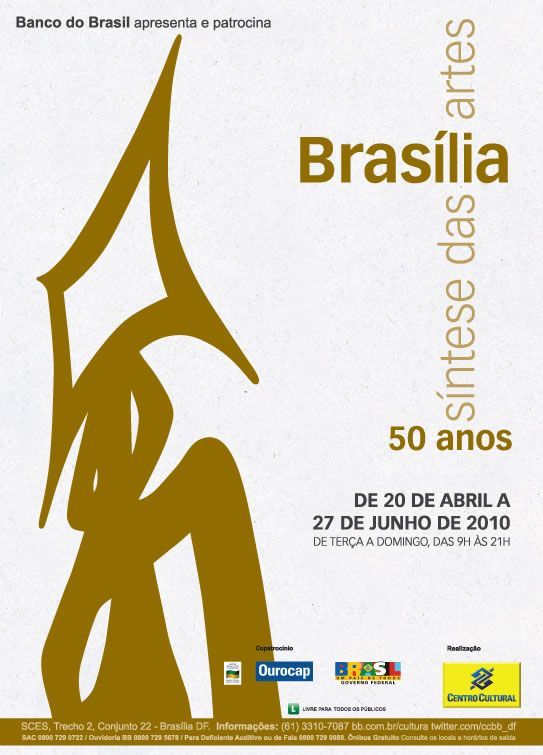 Banco do Brasil apresenta e patrocina
Brasília
síntese das artes
50 anos
DE 20 DE ABRIL A
27 DE JUNHO DE 2010
DE TERÇA A DOMINGO, DAS 9H ÀS 21H
Copatrocínio
Realização
Ourocap
BRASIL
UM PAÍS DE TODOS
GOVERNO FEDERAL
CENTRO CULTURAL
L LIVRE PARA TODOS OS PÚBLICOS
SCES, Trecho 2, Conjunto 22 - Brasília DF. Informações: (61) 3310-7087 bb.com.br/cultura twitter.com/ccbb_df
SAC 0800 729 0722 / Ouvidoria BB 0800 729 5678 / Para Deficiente Auditivo ou de Fala 0800 729 0088. Ônibus Gratuito Consulte os locais e horários de saída